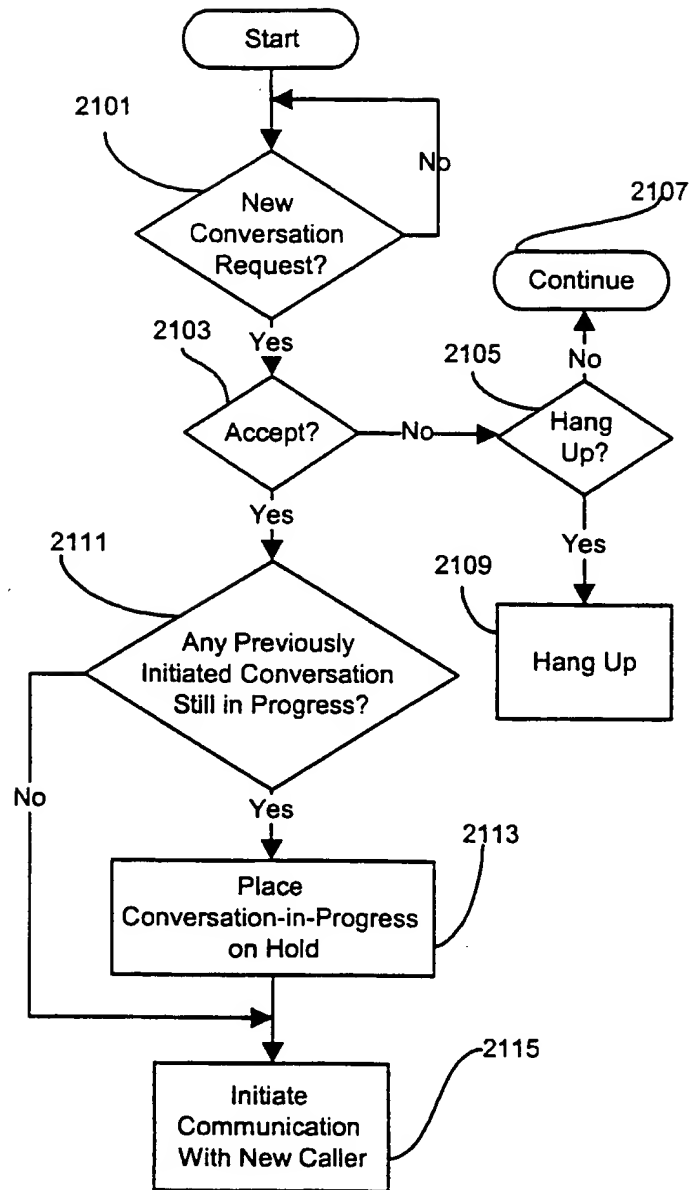 Start
2101
No
New
Conversation
Request?
2107
Continue
Yes
2103
2105
No
Accept?
No
Hang
Up?
Yes
2111
Yes
2109
Any Previously
Initiated Conversation
Still in Progress?
Hang Up
No
Yes
2113
Place
Conversation-in-Progress
on Hold
2115
Initiate
Communication
With New Caller